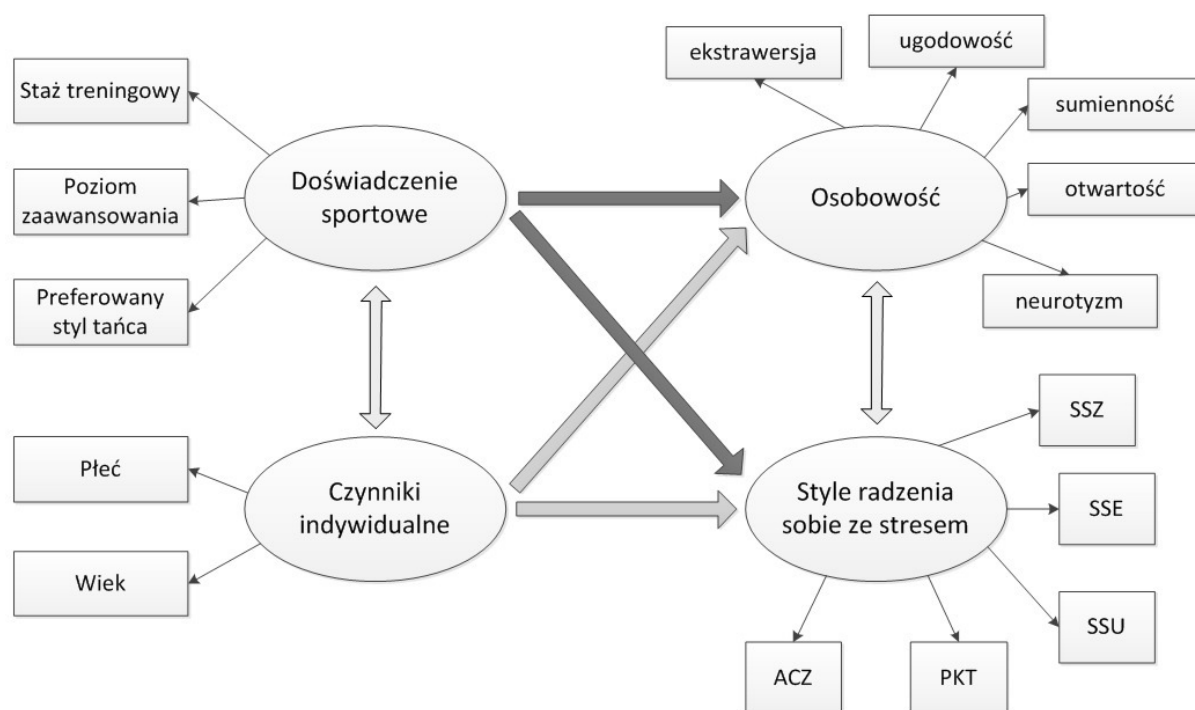 Staż treningowy
Poziom
zaawansowania
Preferowany
styl tańca
Płeć
Wiek
Doświadczenie
sportowe
Czynniki
indywidualne
Osobowość
Style radzenia
sobie ze stresem
ekstrawersja
ugodowość
sumienność
otwartość
neurotyzm
SSZ
SSE
SSU
PKT
ACZ